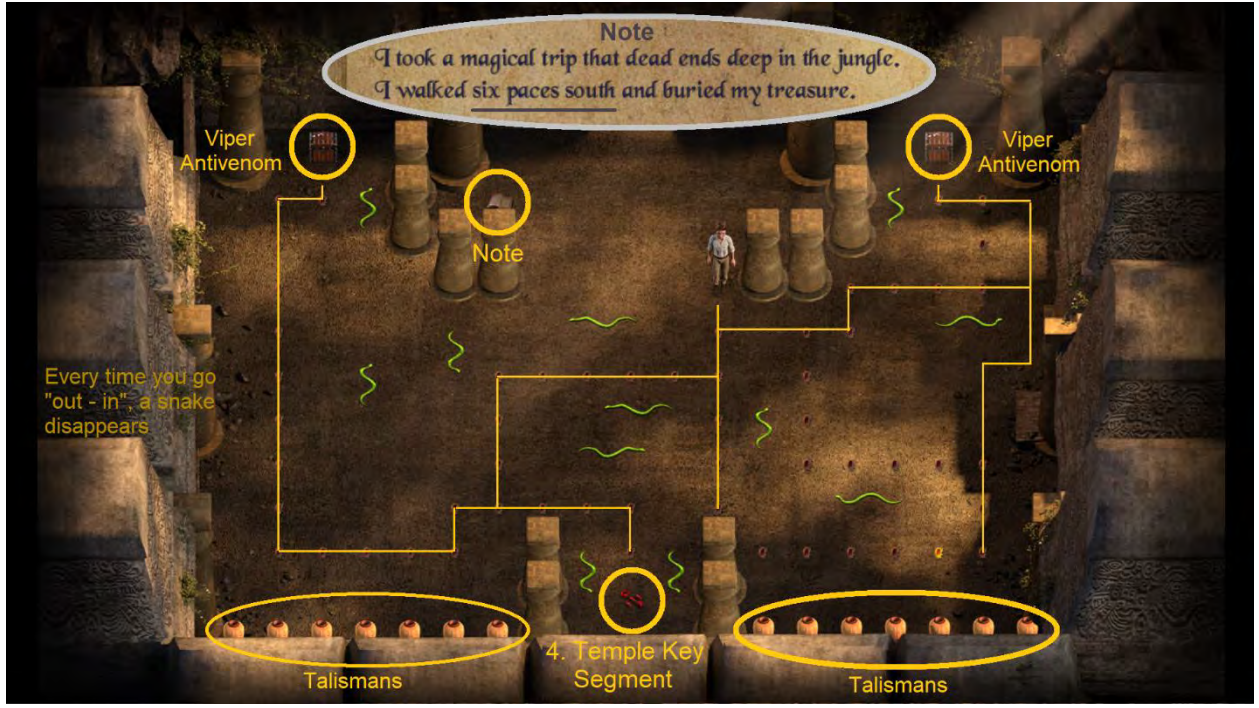 Note
I took a magical trip that dead ends deep in the jungle.
I walked six paces south and buried my treasure.
Viper
Antivenom
Viper
Antivenom
Note
Every time you go
"out - in", a snake
disappears
4. Temple Key
Segment
Talismans
Talismans